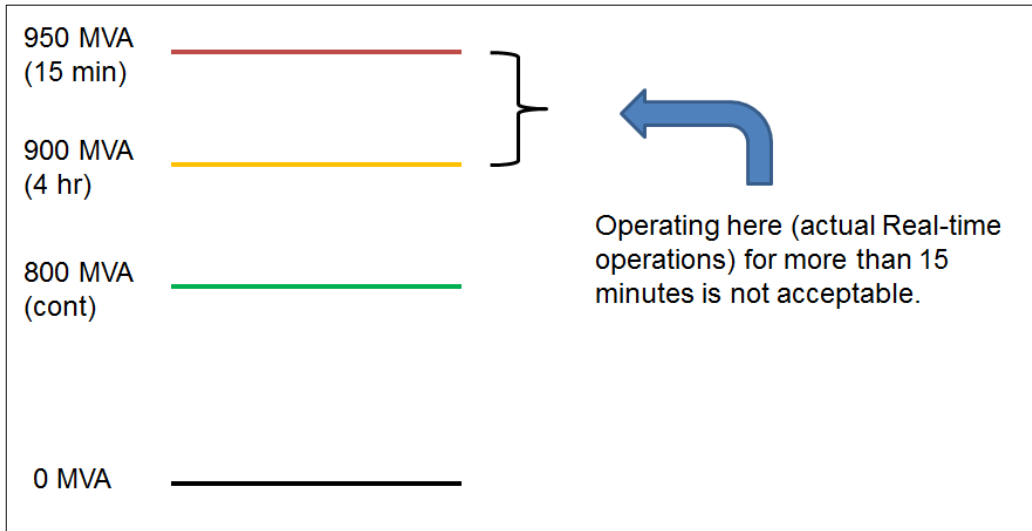 950 MVA
(15 min)
900 MVA
(4 hr)
Operating here (actual Real-time
operations) for more than 15
minutes is not acceptable.
800 MVA
(cont)
0 MVA